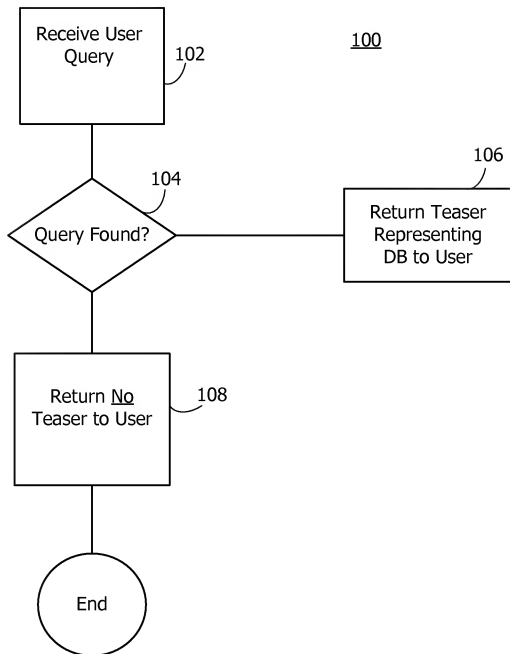 Receive User
Query
100
102
104
Query Found?
106
Return Teaser
Representing
DB to User
Return No
Teaser to User
108
End